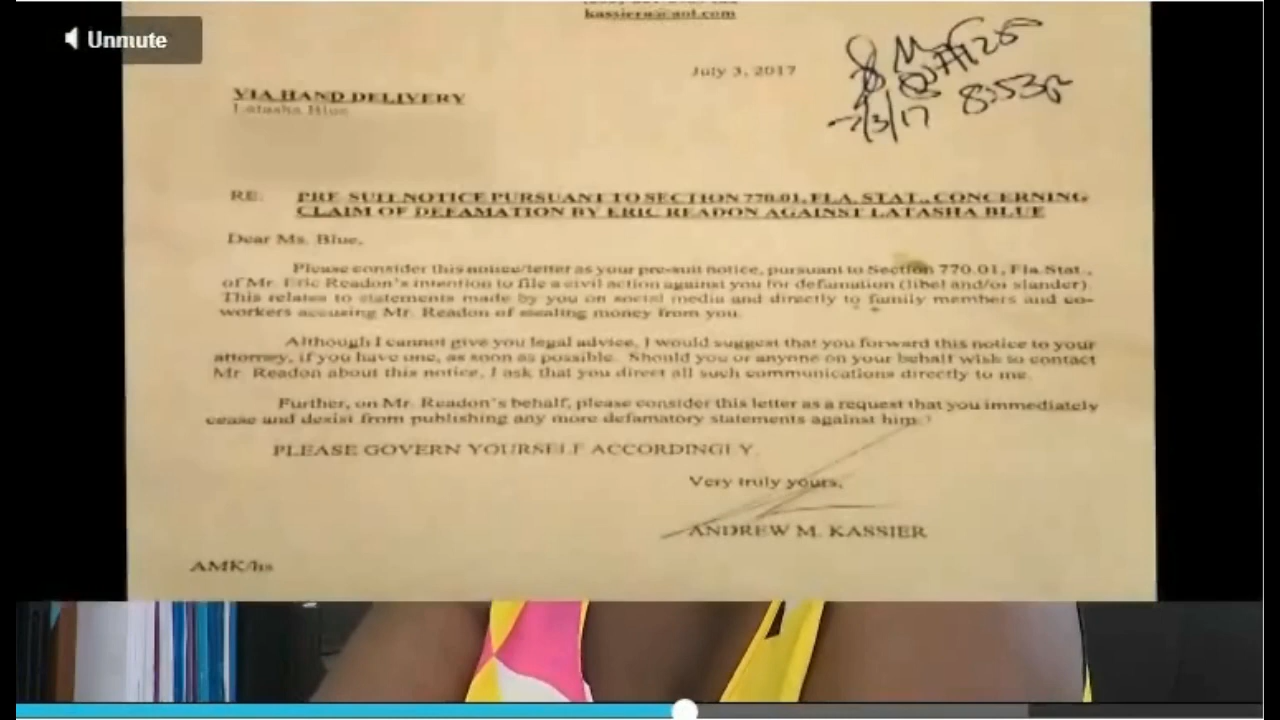 kassiera@aol.com
Unmute
July 3, 2017
7/3/17 8:53p
VIA HAND DELIVERY
Latasha Blue
RE: PRE-SUIT NOTICE PURSUANT TO SECTION 770.01, FLA. STAT., CONCERNING
CLAIM OF DEFAMATION BY ERIC READON AGAINST LATASHA BLUE
Dear Ms. Blue,
Please consider this notice/letter as your pre-suit notice, pursuant to Section 770.01, Fla.Stat.,
of Mr. Eric Readon's intention to file a civil action against you for defamation (libel and/or slander).
This relates to statements made by you on social media and directly to family members and co-
workers accusing Mr. Readon of stealing money from you.
Although I cannot give you legal advice, I would suggest that you forward this notice to your
attorney, if you have one, as soon as possible. Should you or anyone on your behalf wish to contact
Mr. Readon about this notice, I ask that you direct all such communications directly to me.
Further, on Mr. Readon's behalf, please consider this letter as a request that you immediately
cease and desist from publishing any more defamatory statements against him.
PLEASE GOVERN YOURSELF ACCORDINGLY.
Very truly yours,
ANDREW M. KASSIER
AMK/hs